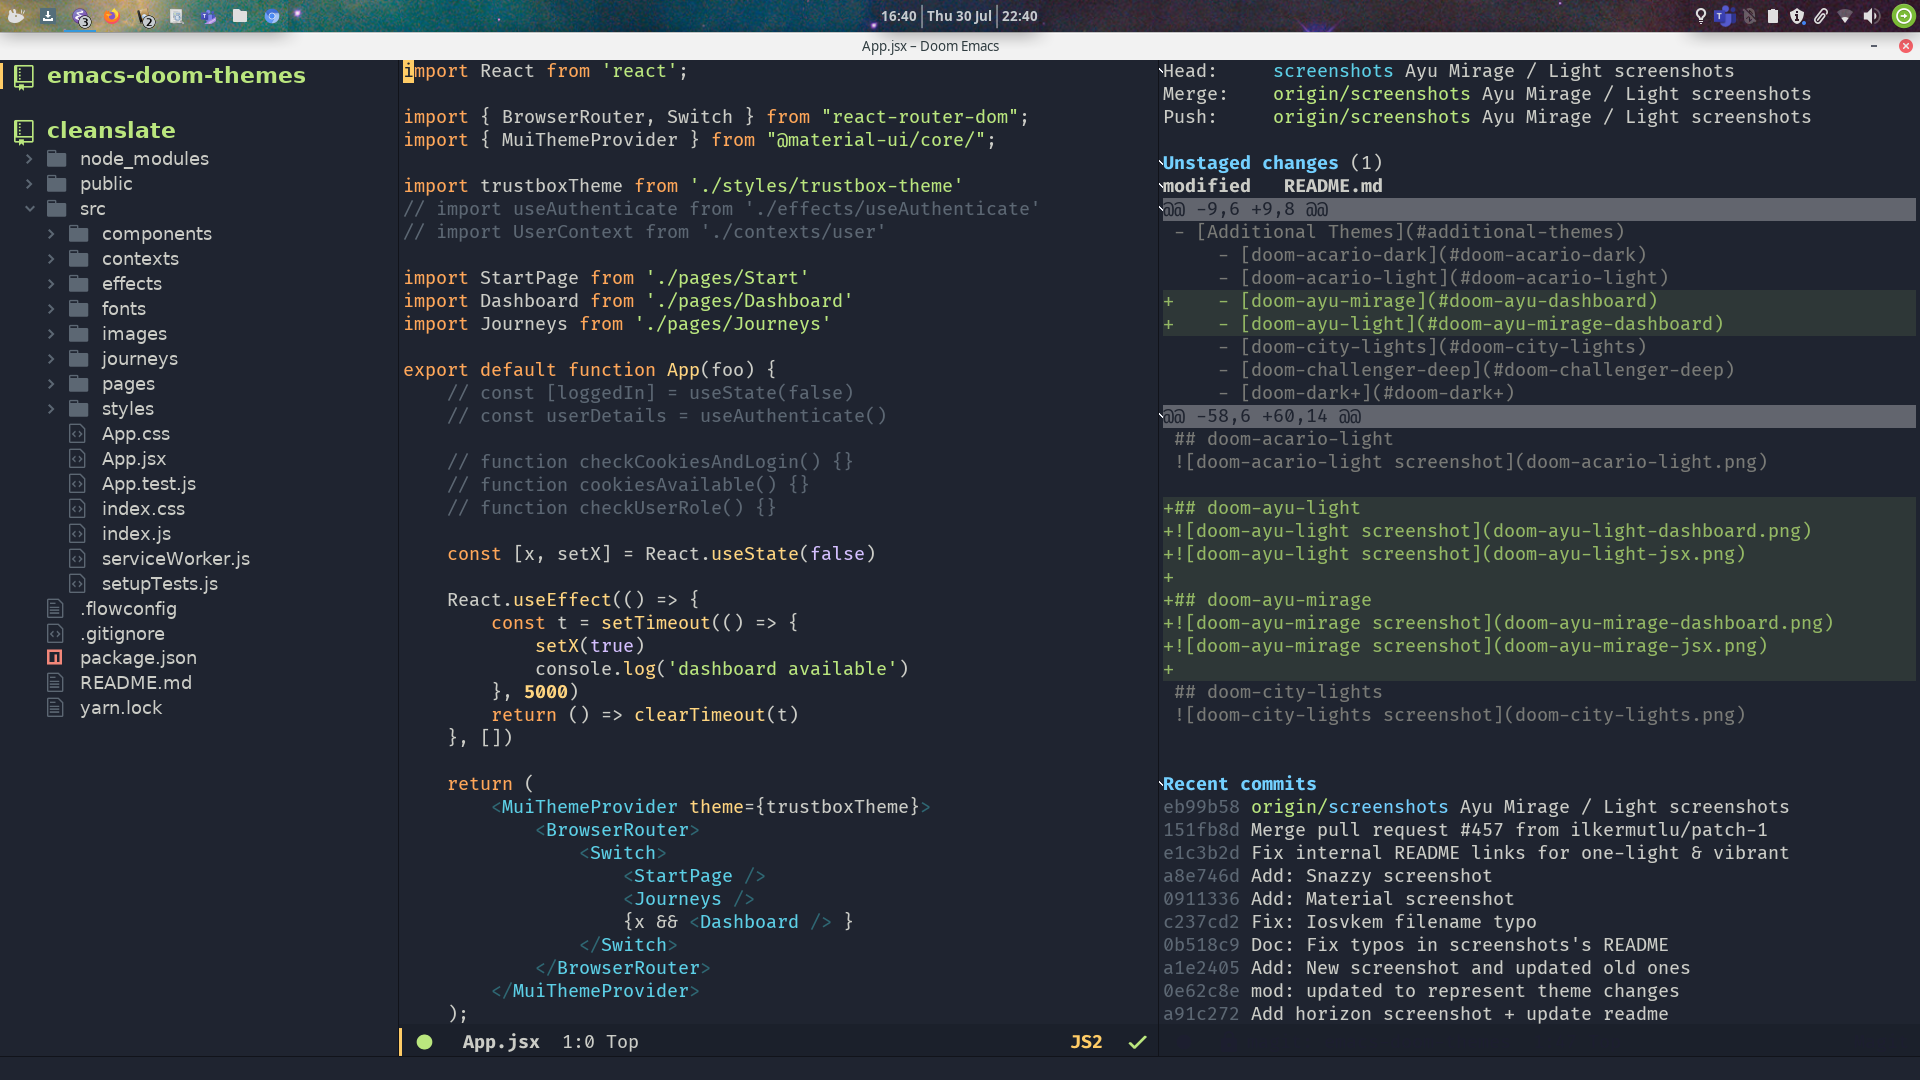 3
2
16:40 | Thu 30 Jul | 22:40
App.jsx – Doom Emacs
emacs-doom-themes
cleanslate
node_modules
public
src
components
contexts
effects
fonts
images
journeys
pages
styles
App.css
App.jsx
App.test.js
index.css
index.js
serviceWorker.js
setupTests.js
.flowconfig
.gitignore
package.json
README.md
yarn.lock
import React from 'react';
import { BrowserRouter, Switch } from "react-router-dom";
import { MuiThemeProvider } from "@material-ui/core/";
import trustboxTheme from './styles/trustbox-theme'
// import useAuthenticate from './effects/useAuthenticate'
// import UserContext from './contexts/user'
import StartPage from './pages/Start'
import Dashboard from './pages/Dashboard'
import Journeys from './pages/Journeys'
export default function App(foo) {
    // const [loggedIn] = useState(false)
    // const userDetails = useAuthenticate()
    // function checkCookiesAndLogin() {}
    // function cookiesAvailable() {}
    // function checkUserRole() {}
    const [x, setX] = React.useState(false)
    React.useEffect(() => {
        const t = setTimeout(() => {
            setX(true)
            console.log('dashboard available')
        }, 5000)
        return () => clearTimeout(t)
    }, [])
    return (
        <MuiThemeProvider theme={trustboxTheme}>
            <BrowserRouter>
                <Switch>
                    <StartPage />
                    <Journeys />
                    {x && <Dashboard /> }
                </Switch>
            </BrowserRouter>
        </MuiThemeProvider>
    );
App.jsx 1:0 Top JS2
Head: screenshots Ayu Mirage / Light screenshots
Merge: origin/screenshots Ayu Mirage / Light screenshots
Push: origin/screenshots Ayu Mirage / Light screenshots
Unstaged changes (1)
modified README.md
@@ -9,6 +9,8 @@
 - [Additional Themes](#additional-themes)
     - [doom-acario-dark](#doom-acario-dark)
     - [doom-acario-light](#doom-acario-light)
+    - [doom-ayu-mirage](#doom-ayu-dashboard)
+    - [doom-ayu-light](#doom-ayu-mirage-dashboard)
     - [doom-city-lights](#doom-city-lights)
     - [doom-challenger-deep](#doom-challenger-deep)
     - [doom-dark+](#doom-dark+)
@@ -58,6 +60,14 @@
 ## doom-acario-light
 ![doom-acario-light screenshot](doom-acario-light.png)
+## doom-ayu-light
+![doom-ayu-light screenshot](doom-ayu-light-dashboard.png)
+![doom-ayu-light screenshot](doom-ayu-light-jsx.png)
+
+## doom-ayu-mirage
+![doom-ayu-mirage screenshot](doom-ayu-mirage-dashboard.png)
+![doom-ayu-mirage screenshot](doom-ayu-mirage-jsx.png)
+
 ## doom-city-lights
 ![doom-city-lights screenshot](doom-city-lights.png)
Recent commits
eb99b58 origin/screenshots Ayu Mirage / Light screenshots
151fb8d Merge pull request #457 from ilkermutlu/patch-1
e1c3b2d Fix internal README links for one-light & vibrant
a8e746d Add: Snazzy screenshot
0911336 Add: Material screenshot
c237cd2 Fix: Iosvkem filename typo
0b518c9 Doc: Fix typos in screenshots's README
a1e2405 Add: New screenshot and updated old ones
0e62c8e mod: updated to represent theme changes
a91c272 Add horizon screenshot + update readme